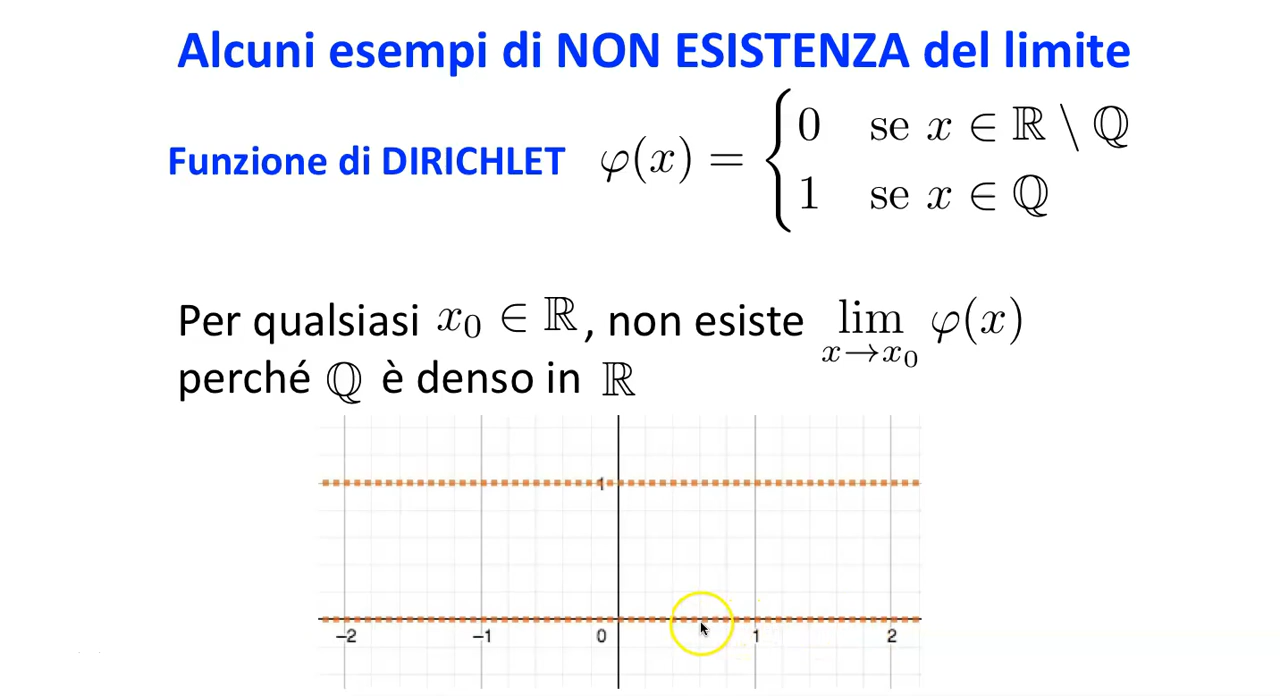 Alcuni esempi di NON ESISTENZA del limite
Funzione di DIRICHLET φ(x) = { 0 se x ∈ ℝ \ ℚ
1 se x ∈ ℚ
Per qualsiasi x₀ ∈ ℝ, non esiste lim φ(x)
x→x₀
perché ℚ è denso in ℝ
1
−2 −1 0 1 2